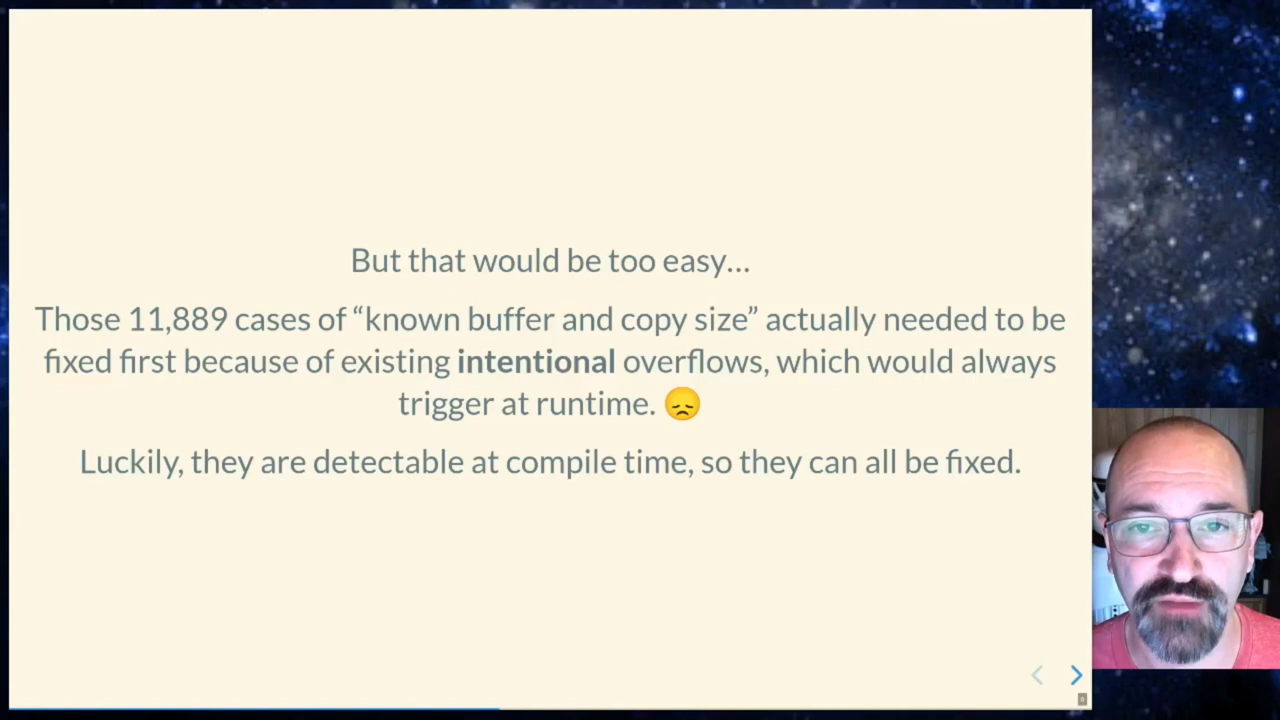 But that would be too easy…
Those 11,889 cases of “known buffer and copy size” actually needed to be
fixed first because of existing intentional overflows, which would always
trigger at runtime. 😞
Luckily, they are detectable at compile time, so they can all be fixed.